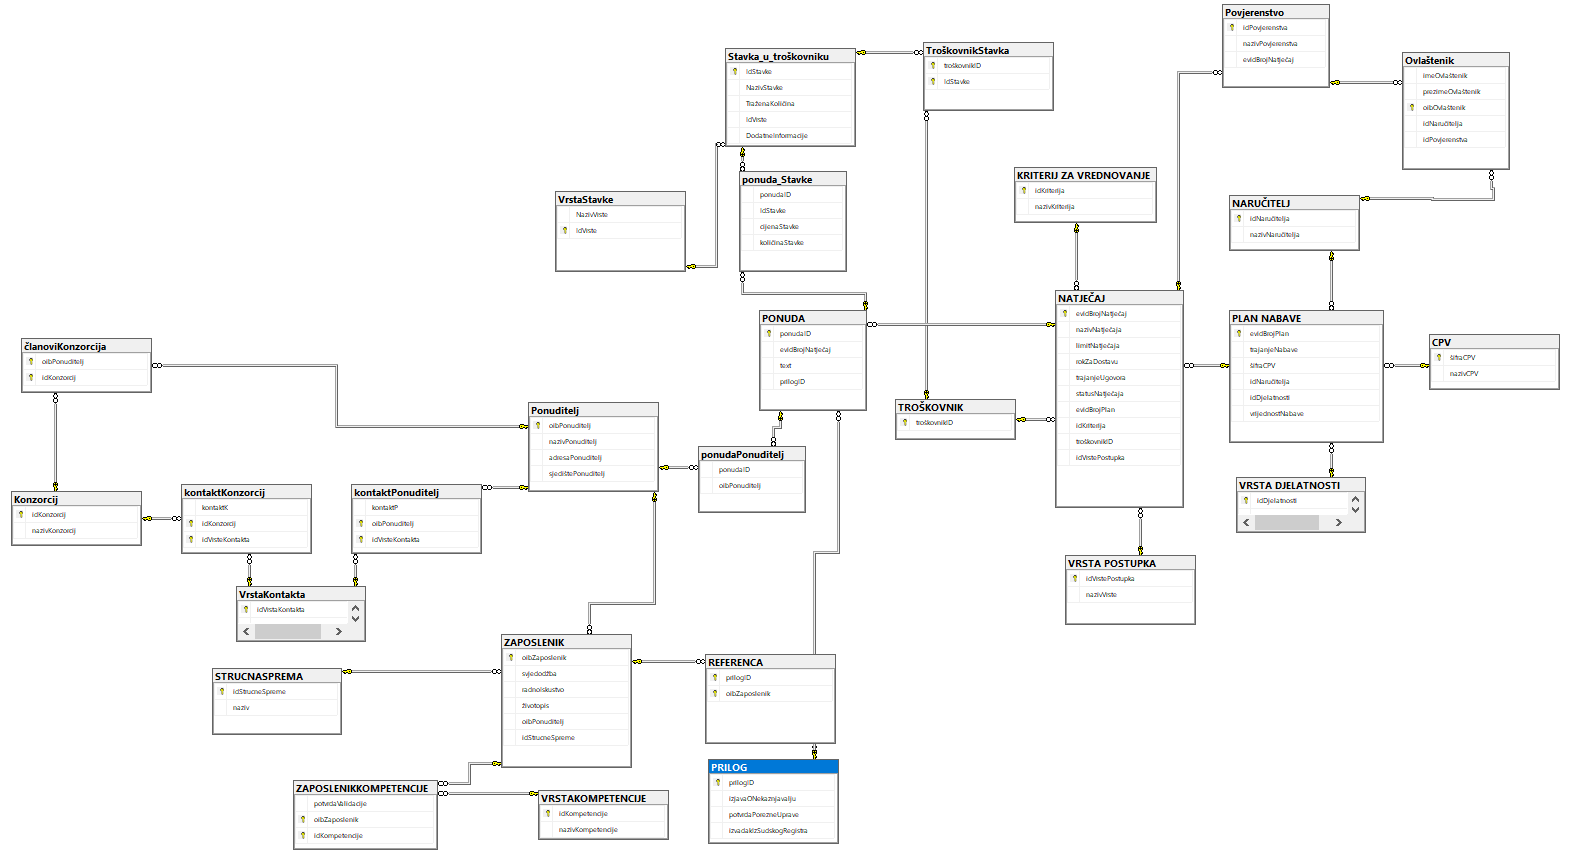 Povjerenstvo
idPovjerenstva
nazivPovjerenstva
evidBrojNatječaj
Ovlaštenik
imeOvlaštenik
prezimeOvlaštenik
oibOvlaštenik
idNaručitelja
idPovjerenstva
Stavka_u_troškovniku
idStavke
NazivStavke
TraženaKoličina
idVrste
DodatneInformacije
TroškovnikStavka
troškovnikID
idStavke
VrstaStavke
NazivVrste
idVrste
ponuda_Stavke
ponudaID
idStavke
cijenaStavke
količinaStavke
KRITERIJ ZA VREDNOVANJE
idKriterija
nazivKriterija
NARUČITELJ
idNaručitelja
nazivNaručitelja
PONUDA
ponudaID
evidBrojNatječaj
text
prilogID
NATJEČAJ
evidBrojNatječaj
nazivNatječaja
limitNatječaja
rokZaDostavu
trajanjeUgovora
statusNatječaja
evidBrojPlan
idKriterija
troškovnikID
idVrstePostupka
PLAN NABAVE
evidBrojPlan
trajanjeNabave
šifraCPV
idNaručitelja
idDjelatnosti
vrijednostNabave
CPV
šifraCPV
nazivCPV
članoviKonzorcija
oibPonuditelj
idKonzorcij
Ponuditelj
oibPonuditelj
nazivPonuditelj
adresaPonuditelj
sjedištePonuditelj
TROŠKOVNIK
troškovnikID
ponudaPonuditelj
ponudaID
oibPonuditelj
Konzorcij
idKonzorcij
nazivKonzorcij
kontaktKonzorcij
kontaktK
idKonzorcij
idVrsteKontakta
kontaktPonuditelj
kontaktP
oibPonuditelj
idVrsteKontakta
VRSTA DJELATNOSTI
idDjelatnosti
VRSTA POSTUPKA
idVrstePostupka
nazivVrste
VrstaKontakta
idVrstaKontakta
ZAPOSLENIK
oibZaposlenik
svjedodžba
radnoIskustvo
životopis
oibPonuditelj
idStrucneSpreme
REFERENCA
prilogID
oibZaposlenik
STRUCNASPREMA
idStrucneSpreme
naziv
PRILOG
prilogID
IzjavaONekaznjavalju
potvrdaPorezneUprave
IzvadakIzSudskogRegistra
ZAPOSLENIKKOMPETENCIJE
potvrdaValidacije
oibZaposlenik
idKompetencije
VRSTAKOMPETENCIJE
idKompetencije
nazivKompetencije